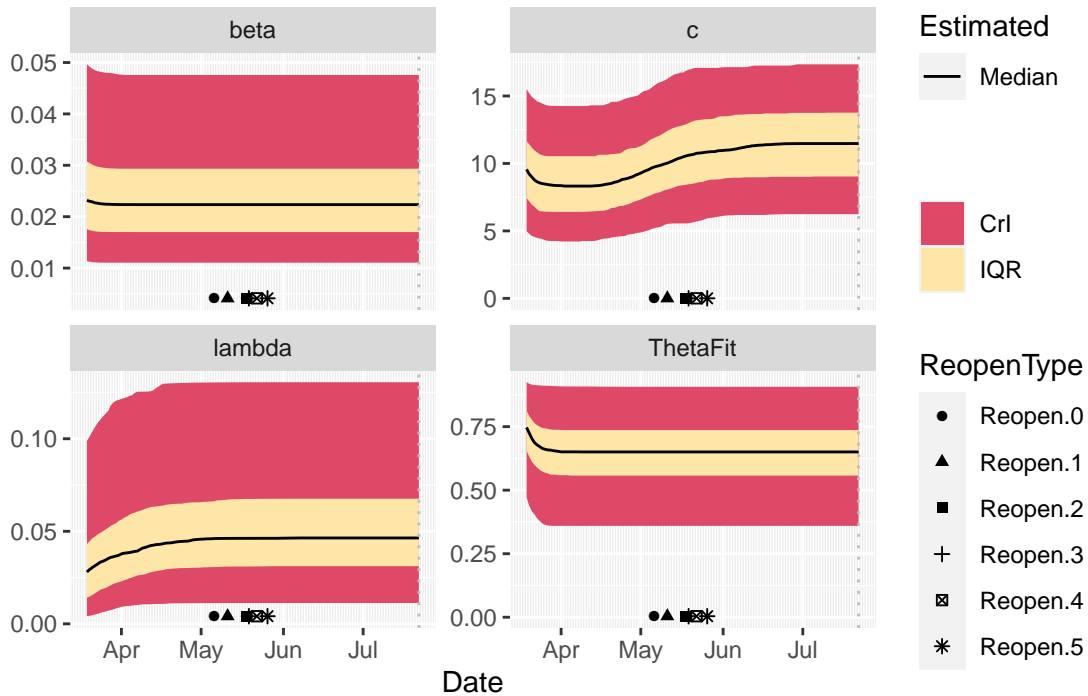 beta
c
0.05
0.04
0.03
0.02
0.01
15
10
5
0
lambda
ThetaFit
0.10
0.05
0.00
0.75
0.50
0.25
0.00
Apr
May
Jun
Jul
Apr
May
Jun
Jul
Date
Estimated
Median
CrI
IQR
ReopenType
Reopen.0
Reopen.1
Reopen.2
Reopen.3
Reopen.4
Reopen.5